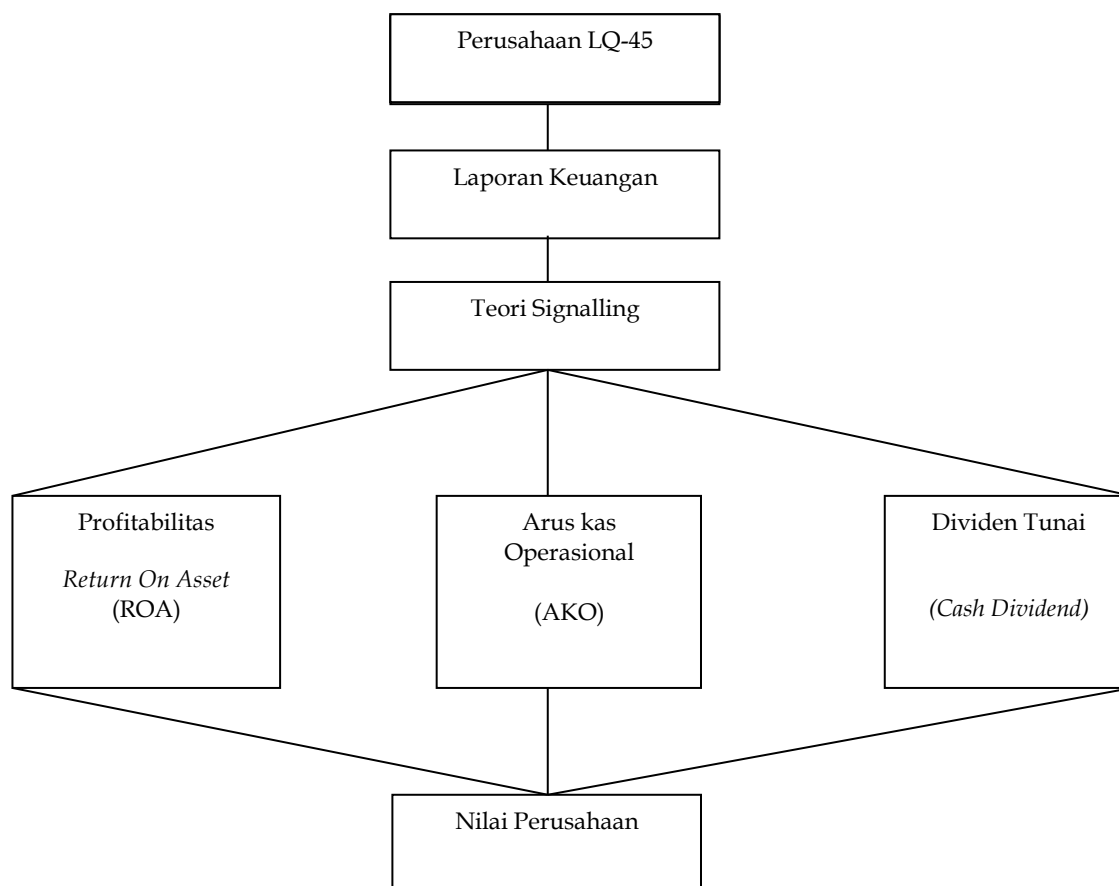 Perusahaan LQ-45
Laporan Keuangan
Teori Signalling
Profitabilitas
Return On Asset
(ROA)
Arus kas
Operasional
(AKO)
Dividen Tunai
(Cash Dividend)
Nilai Perusahaan